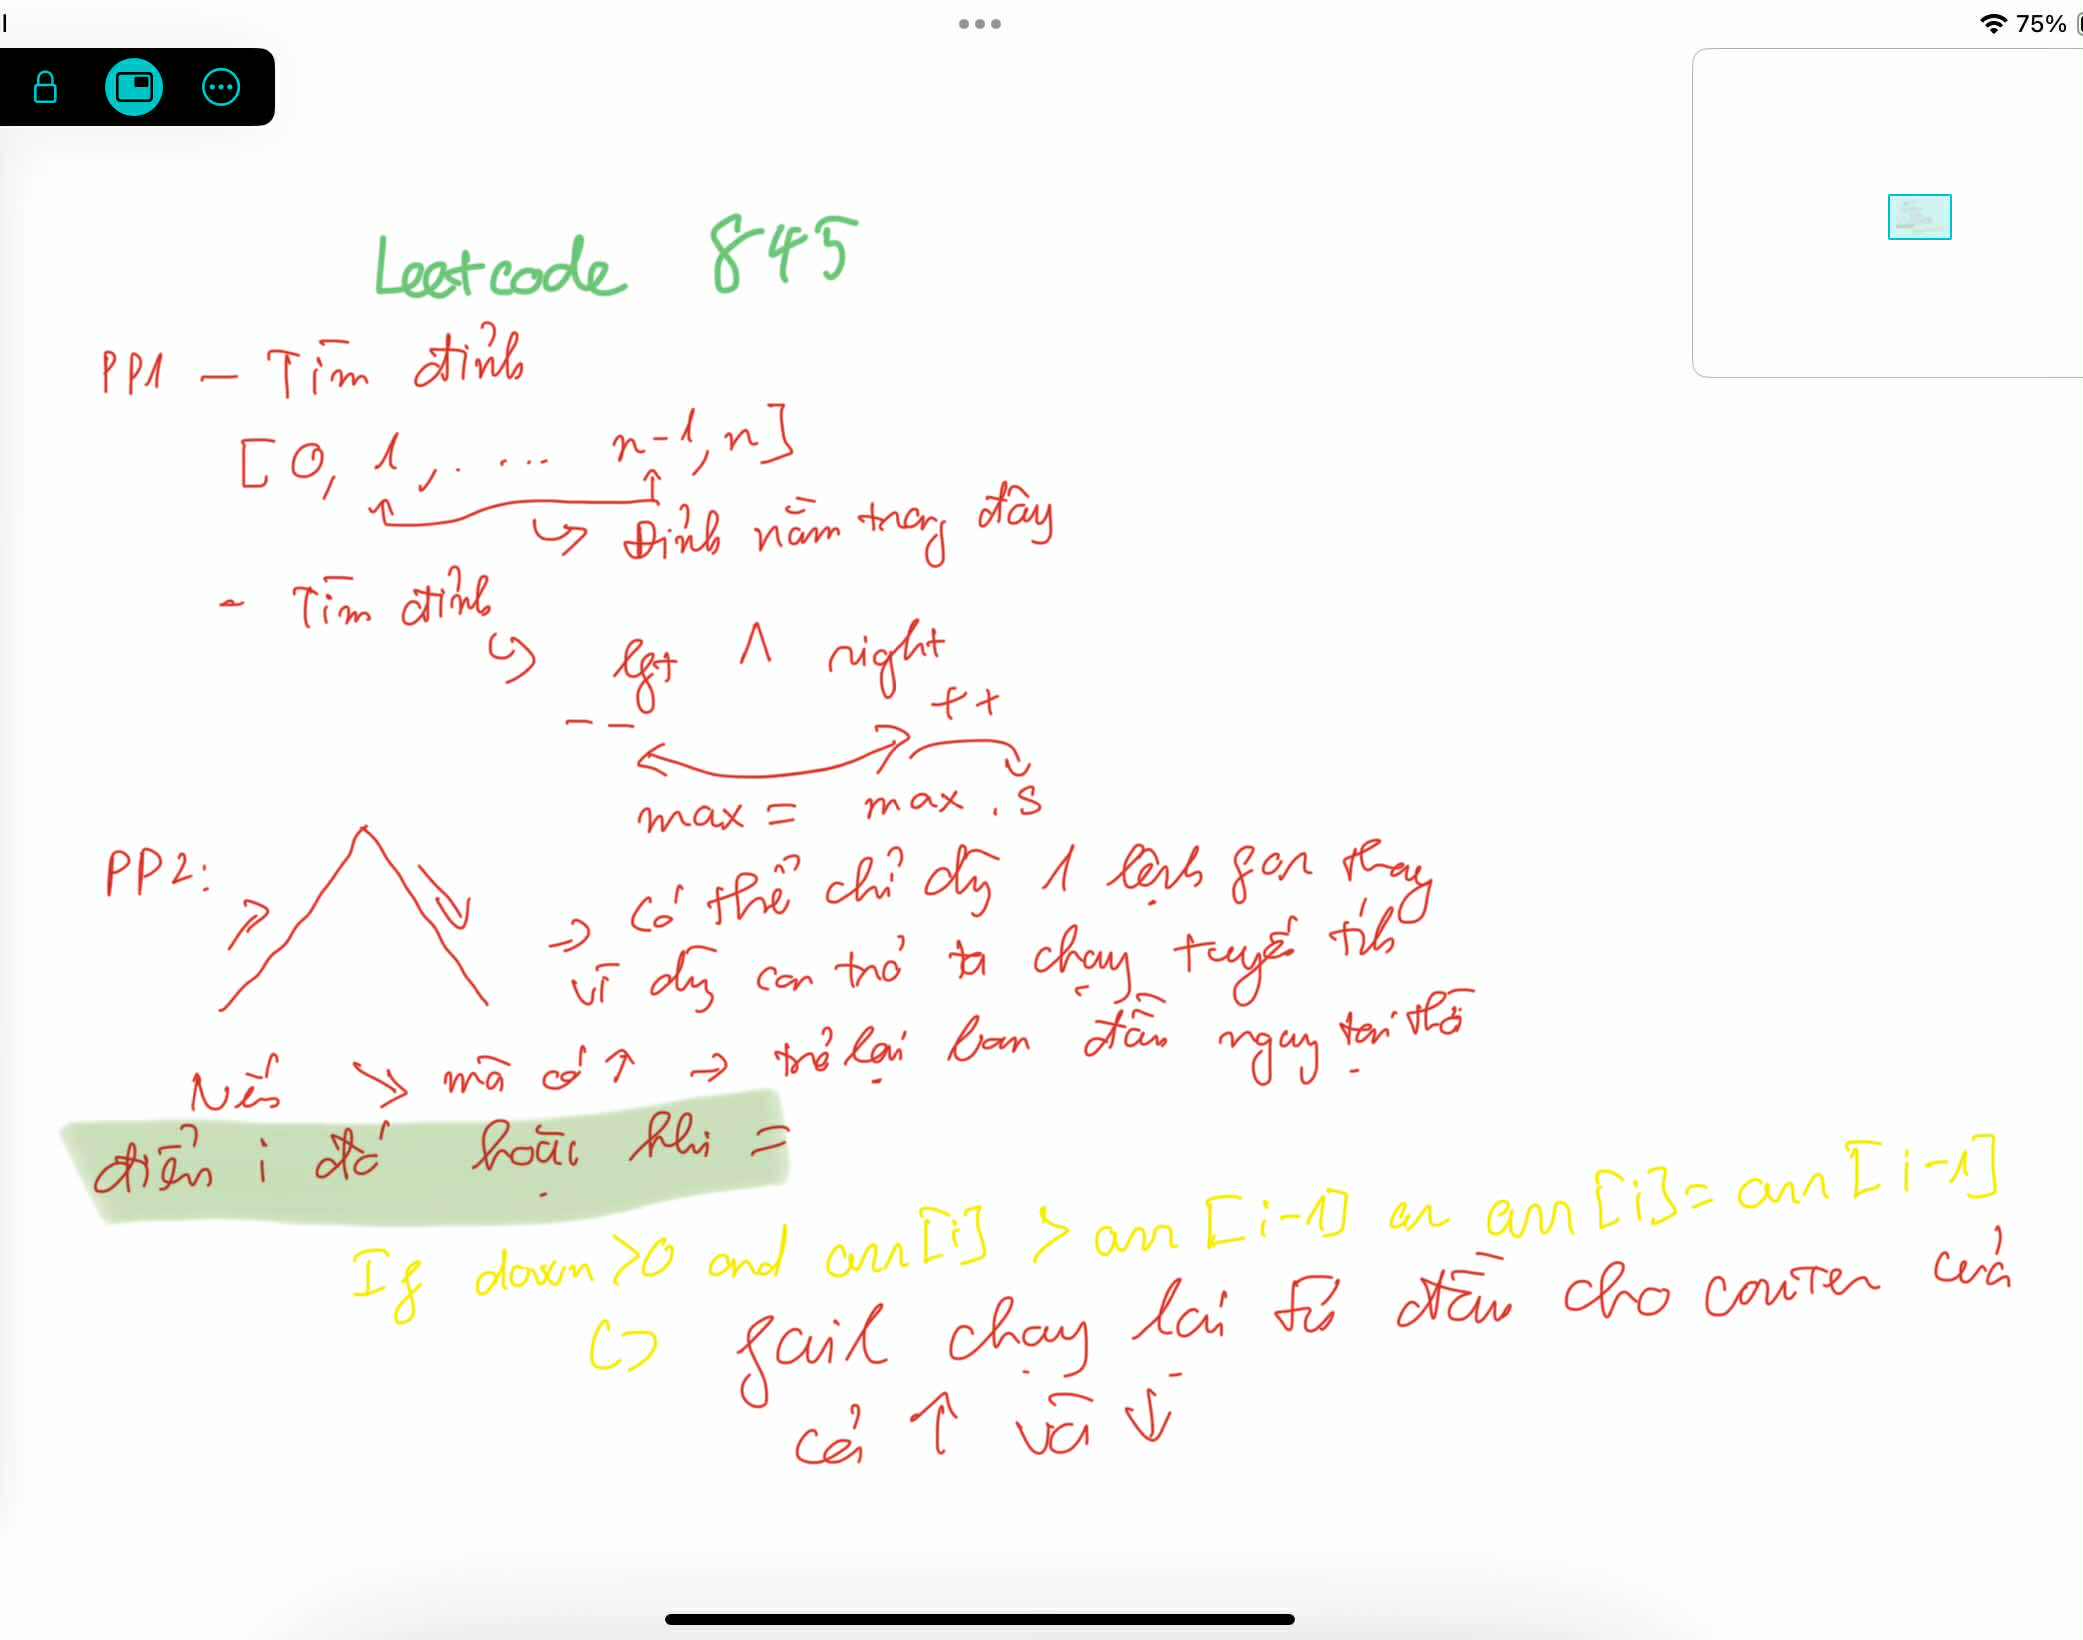 75%
Leetcode 845
PP1 – Tìm đỉnh
[0, 1, .... n-1, n]
Đỉnh nằm trong đây
- Tìm đỉnh
left ∧ right
-- ++
max = max . s
PP2:
⇒ Có thể chỉ dùng 1 lệnh for thay
vì dùng con trỏ ta chạy tuyến tính
Nếu ↘ mà có ↑ → trở lại ban đầu ngay tại thời
điểm i đó hoặc khi =
If down>0 and arr[i] > arr[i-1] or arr[i]= arr[i-1]
fail chạy lại từ đầu cho counter của
cả ↑ và ↓